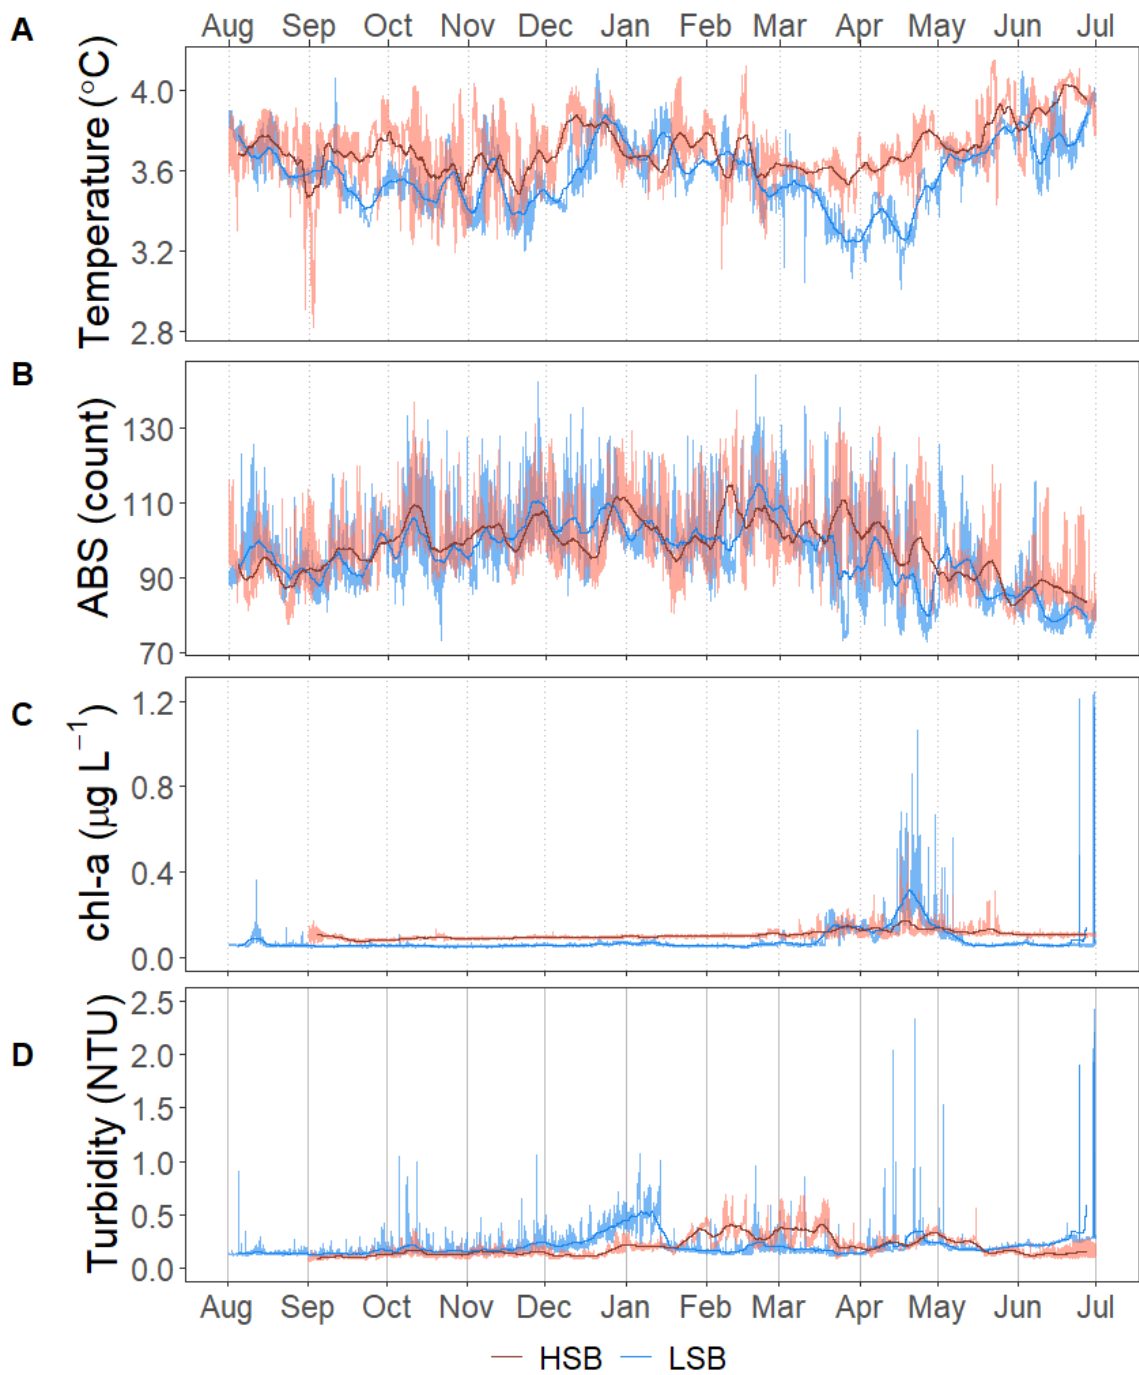 A
Aug Sep Oct Nov Dec Jan Feb Mar Apr May Jun Jul
Temperature (°C)
4.0
3.6
3.2
2.8
B
ABS (count)
130
110
90
70
C
chl-a (µg L⁻¹)
1.2
0.8
0.4
0.0
D
Turbidity (NTU)
2.5
2.0
1.5
1.0
0.5
0.0
Aug Sep Oct Nov Dec Jan Feb Mar Apr May Jun Jul
HSB LSB